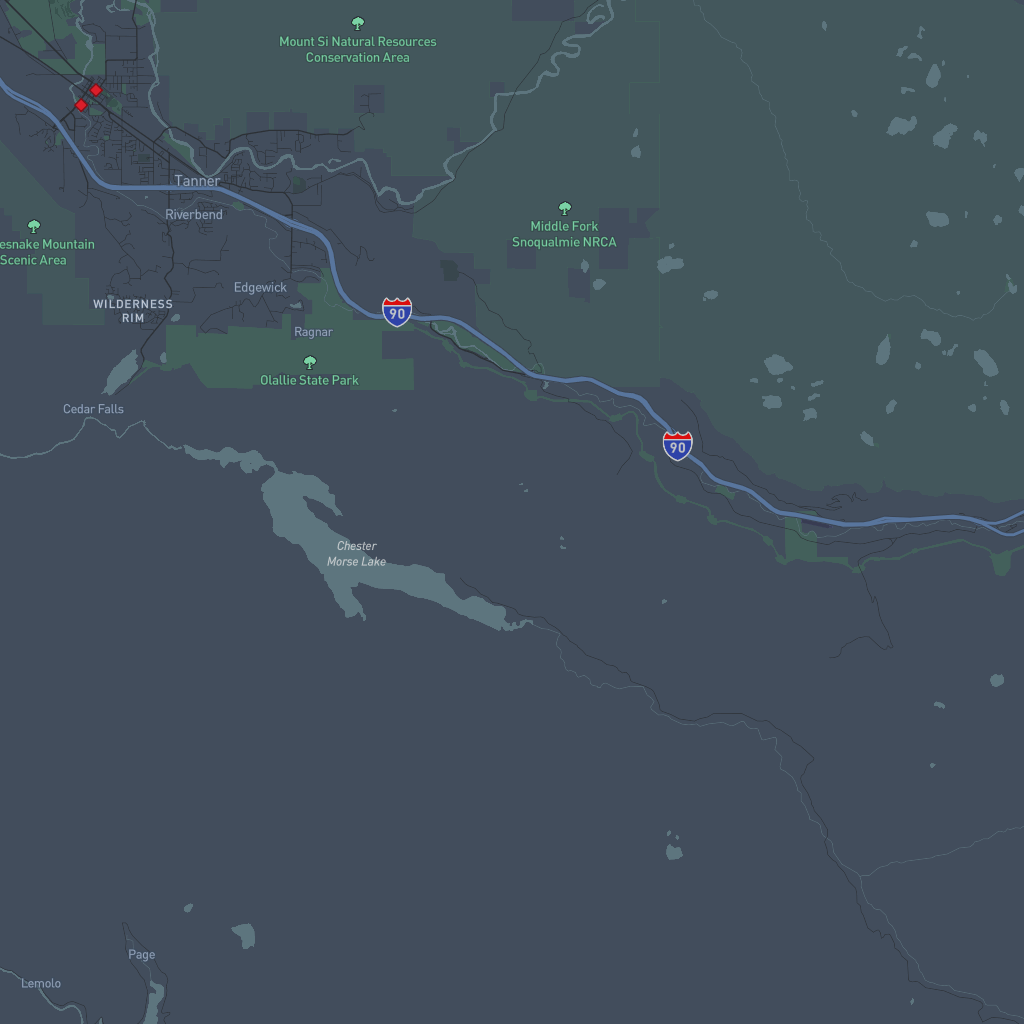 Mount Si Natural Resources
Conservation Area
Tanner
Riverbend
Middle Fork
Snoqualmie NRCA
esnake Mountain
Scenic Area
Edgewick
WILDERNESS
RIM
90
Ragnar
Olallie State Park
Cedar Falls
90
Chester
Morse Lake
Page
Lemolo